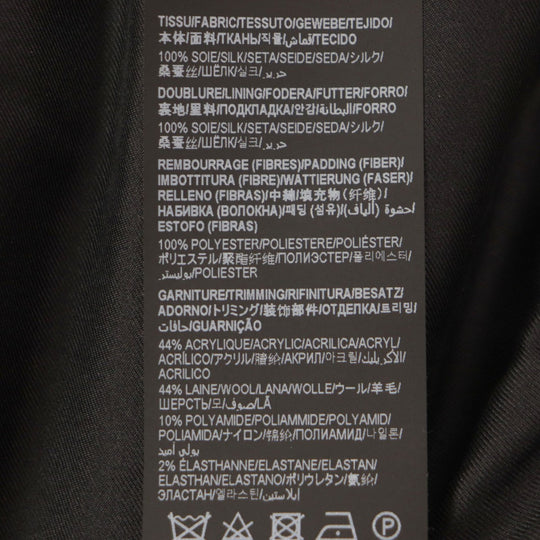 TISSU/FABRIC/TESSUTO/GEWEBE/TEJIDO/
本体/面料/ТКАНЬ/직물/قماش/TECIDO
100% SOIE/SILK/SETA/SEIDE/SEDA/シルク/
桑蚕丝/ШЁЛК/실크/حرير
DOUBLURE/LINING/FODERA/FUTTER/FORRO/
裏地/里料/ПОДКЛАДКА/안감/البطانة/FORRO
100% SOIE/SILK/SETA/SEIDE/SEDA/シルク/
桑蚕丝/ШЁЛК/실크/حرير
REMBOURRAGE (FIBRES)/PADDING (FIBER)/
IMBOTTITURA (FIBRE)/WATTIERUNG (FASER)/
RELLENO (FIBRAS)/中綿/填充物 (纤维)/
НАБИВКА (ВОЛОКНА)/패딩 (섬유)/حشوة (ألياف)/
ESTOFO (FIBRAS)
100% POLYESTER/POLIESTERE/POLIÉSTER/
ポリエステル/聚酯纤维/ПОЛИЭСТЕР/폴리에스터/
بوليستر/POLIESTER
GARNITURE/TRIMMING/RIFINITURA/BESATZ/
ADORNO/トリミング/装饰部件/ОТДЕЛКА/트리밍/
حافات/GUARNIÇÃO
44% ACRYLIQUE/ACRYLIC/ACRILICA/ACRYL/
ACRÍLICO/アクリル/腈纶/АКРИЛ/아크릴/الأكريليك/
ACRILICO
44% LAINE/WOOL/LANA/WOLLE/ウール/羊毛/
ШЕРСТЬ/모/صوف/LÃ
10% POLYAMIDE/POLIAMMIDE/POLYAMID/
POLIAMIDA/ナイロン/锦纶/ПОЛИАМИД/나일론/
بولي أميد
2% ÉLASTHANNE/ELASTANE/ELASTAN/
ELASTHAN/ELASTANO/ポリウレタン/氨纶/
ЭЛАСТАН/엘라스틴/إيلاستين
P